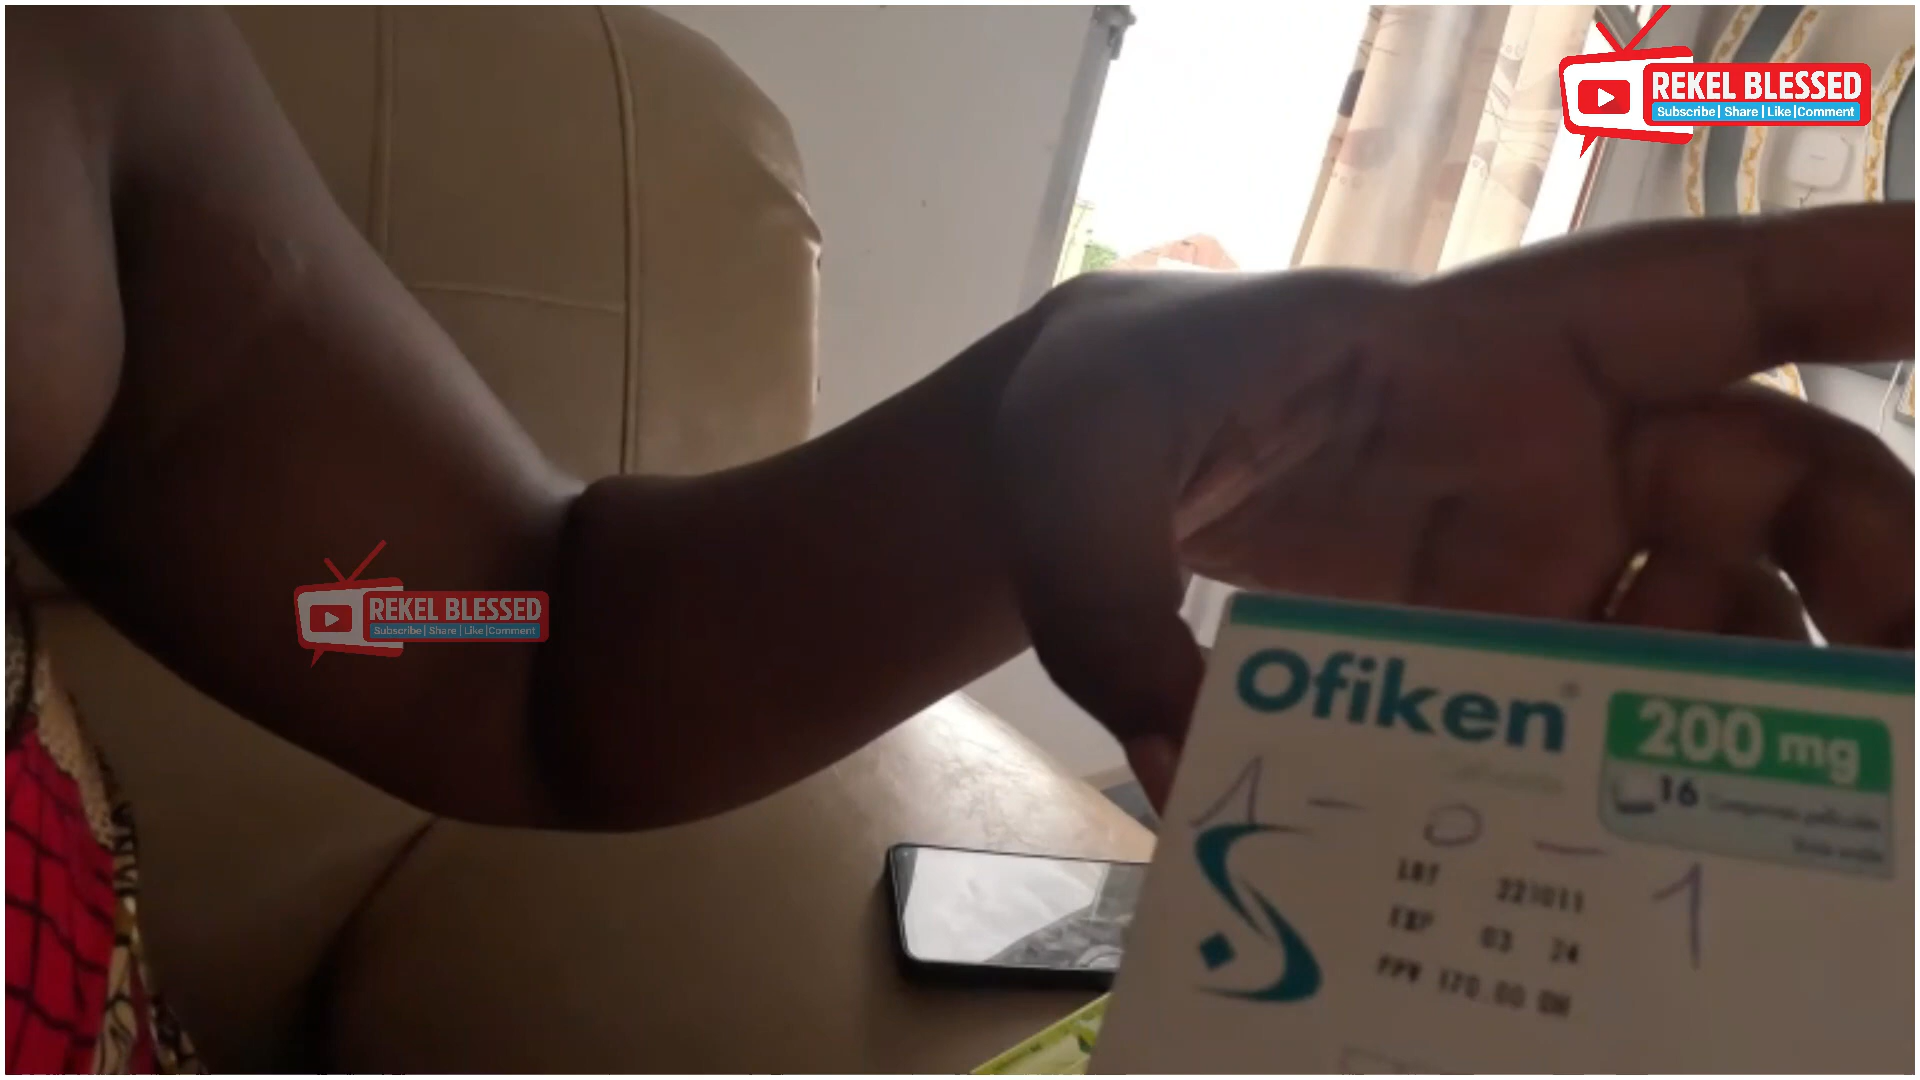 REKEL BLESSED
Subscribe | Share | Like | Comment
REKEL BLESSED
Subscribe | Share | Like | Comment
Ofiken®
200 mg
16
1 - 0 - 1
LOT 221011
EXP 03 24
PPV 170.00 DH